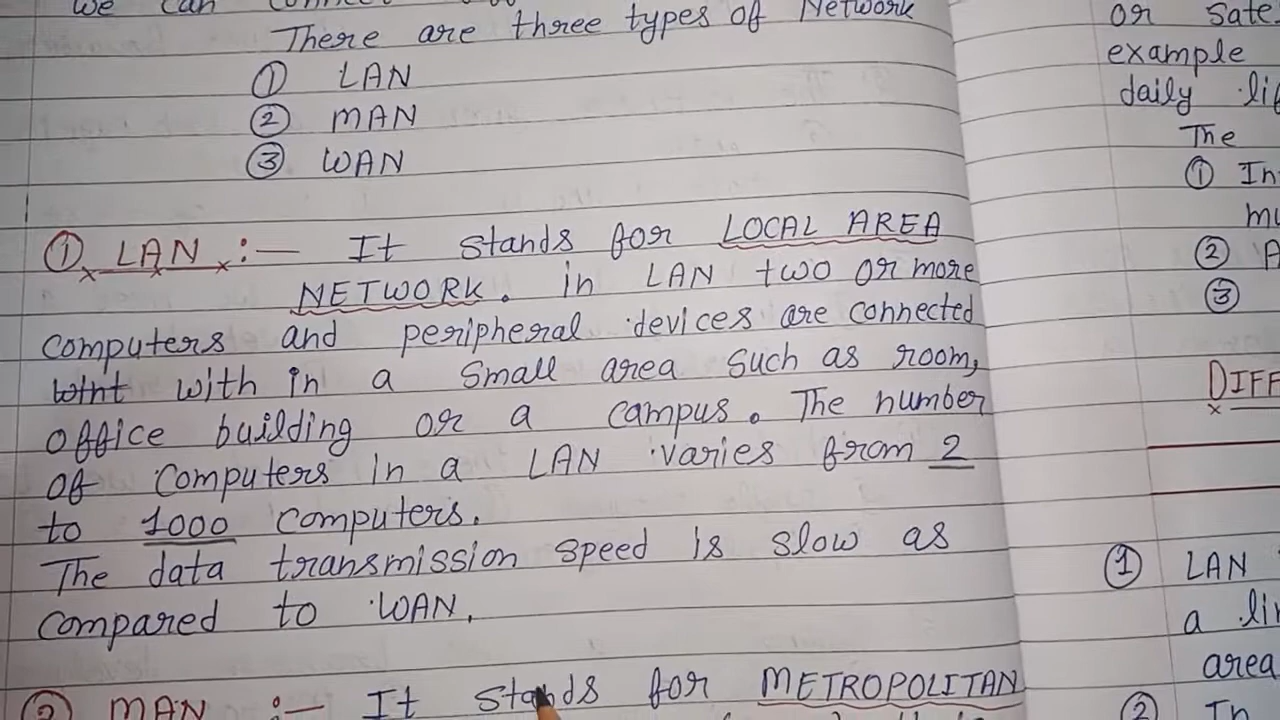 we can
There are three types of Network
① LAN
② MAN
③ WAN
① LAN :— It stands for LOCAL AREA
NETWORK. in LAN two or more
computers and peripheral devices are connected
with in a small area such as room,
office building or a campus. The number
of computers in a LAN varies from 2
to 1000 computers.
The data transmission speed is slow as
compared to WAN.
② MAN :— It stands for METROPOLITAN
or
example
daily
The
①
②
③
① LAN
a
area
② In